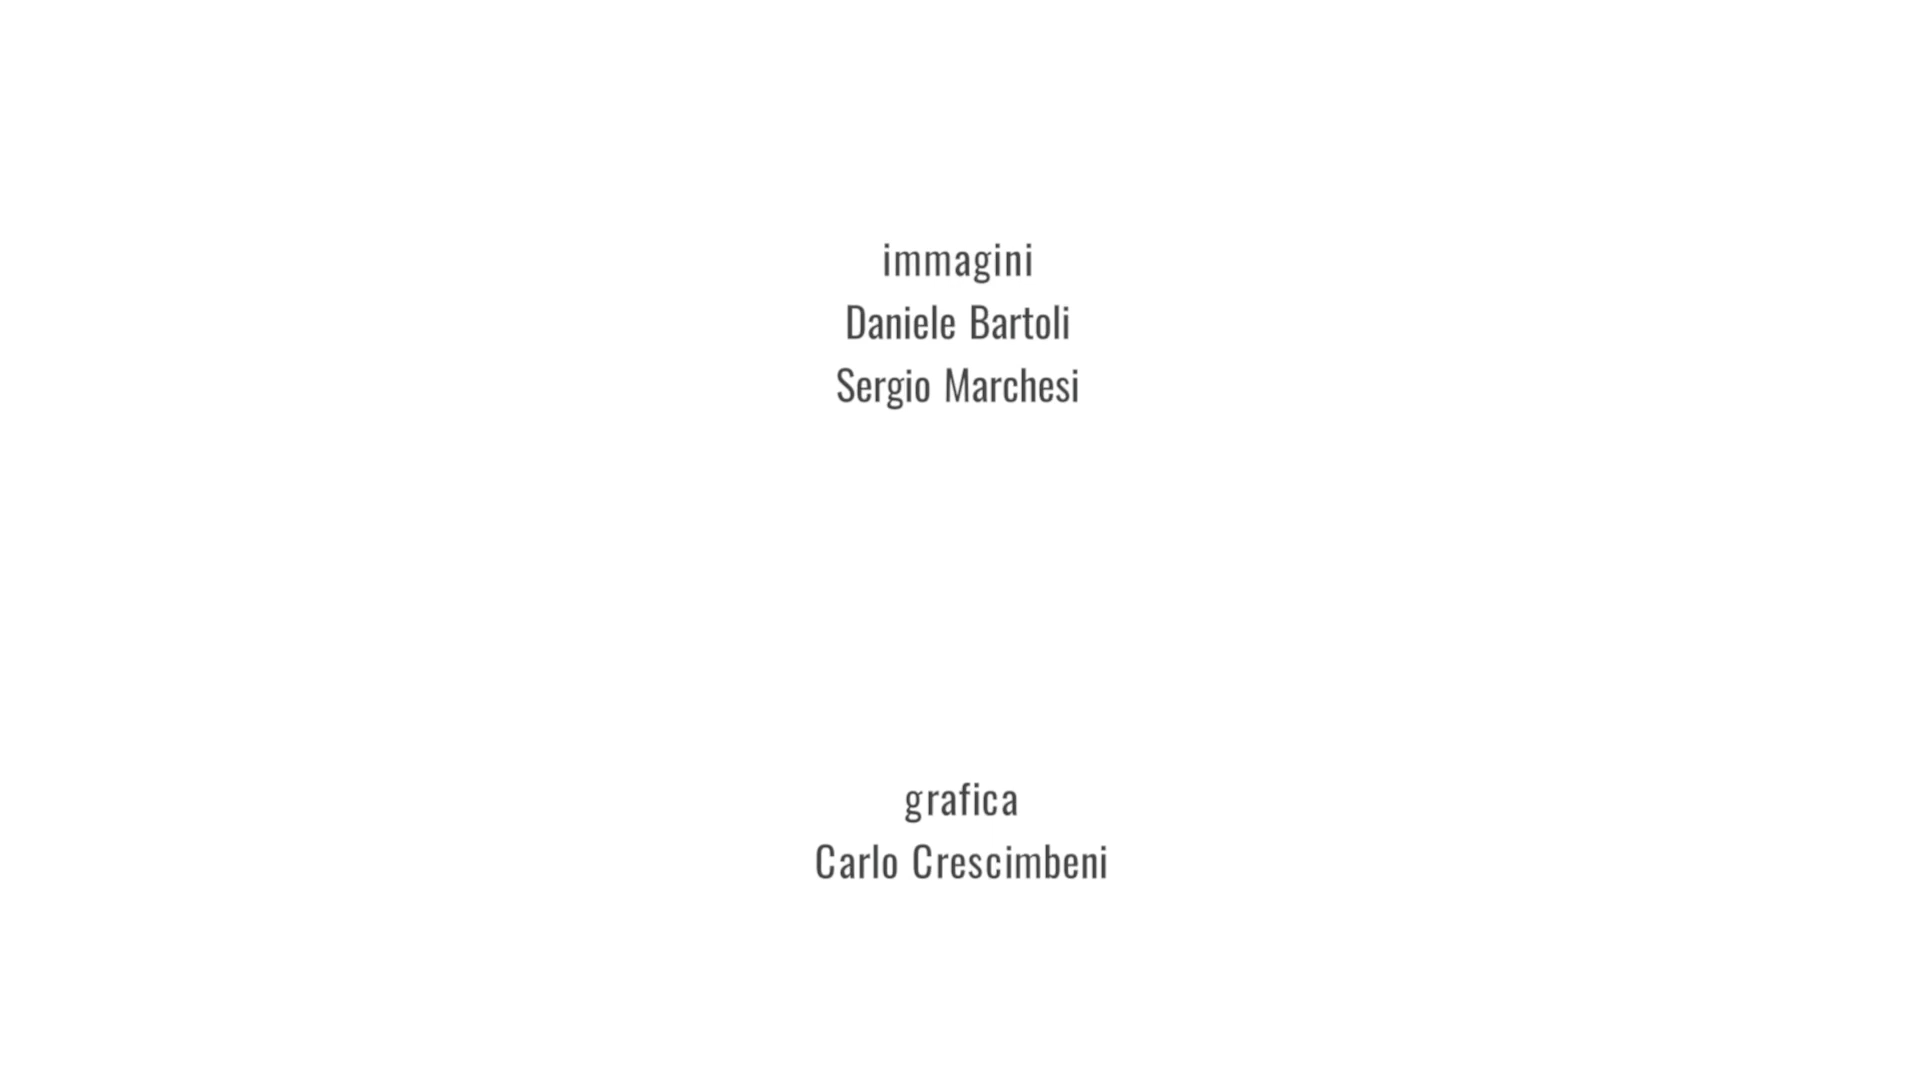 immagini
Daniele Bartoli
Sergio Marchesi
grafica
Carlo Crescimbeni